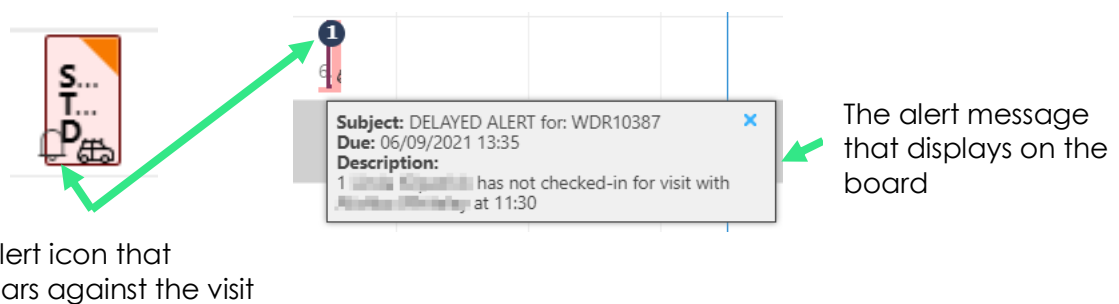 S...
T...
D
1
6
Subject: DELAYED ALERT for: WDR10387
Due: 06/09/2021 13:35
Description:
1 has not checked-in for visit with
at 11:30
The alert message
that displays on the
board
lert icon that
ars against the visit